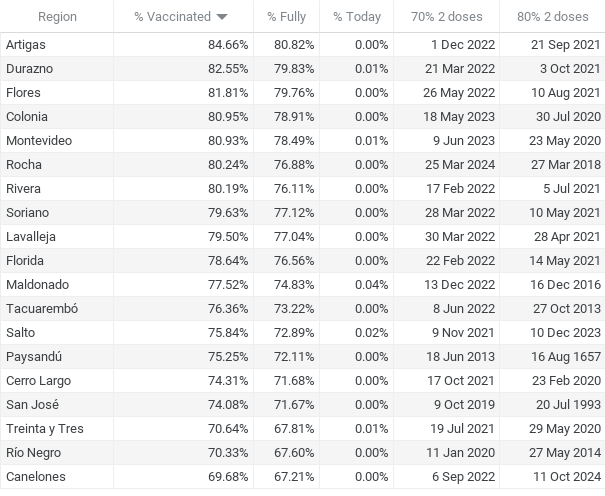 Region % Vaccinated % Fully % Today 70% 2 doses 80% 2 doses
Artigas 84.66% 80.82% 0.00% 1 Dec 2022 21 Sep 2021
Durazno 82.55% 79.83% 0.01% 21 Mar 2022 3 Oct 2021
Flores 81.81% 79.76% 0.00% 26 May 2022 10 Aug 2021
Colonia 80.95% 78.91% 0.00% 18 May 2023 30 Jul 2020
Montevideo 80.93% 78.49% 0.01% 9 Jun 2023 23 May 2020
Rocha 80.24% 76.88% 0.00% 25 Mar 2024 27 Mar 2018
Rivera 80.19% 76.11% 0.00% 17 Feb 2022 5 Jul 2021
Soriano 79.63% 77.12% 0.00% 28 Mar 2022 10 May 2021
Lavalleja 79.50% 77.04% 0.00% 30 Mar 2022 28 Apr 2021
Florida 78.64% 76.56% 0.00% 22 Feb 2022 14 May 2021
Maldonado 77.52% 74.83% 0.04% 13 Dec 2022 16 Dec 2016
Tacuarembó 76.36% 73.22% 0.00% 8 Jun 2022 27 Oct 2013
Salto 75.84% 72.89% 0.02% 9 Nov 2021 10 Dec 2023
Paysandú 75.25% 72.11% 0.00% 18 Jun 2013 16 Aug 1657
Cerro Largo 74.31% 71.68% 0.00% 17 Oct 2021 23 Feb 2020
San José 74.08% 71.67% 0.00% 9 Oct 2019 20 Jul 1993
Treinta y Tres 70.64% 67.81% 0.01% 19 Jul 2021 29 May 2020
Río Negro 70.33% 67.60% 0.00% 11 Jan 2020 27 May 2014
Canelones 69.68% 67.21% 0.00% 6 Sep 2022 11 Oct 2024